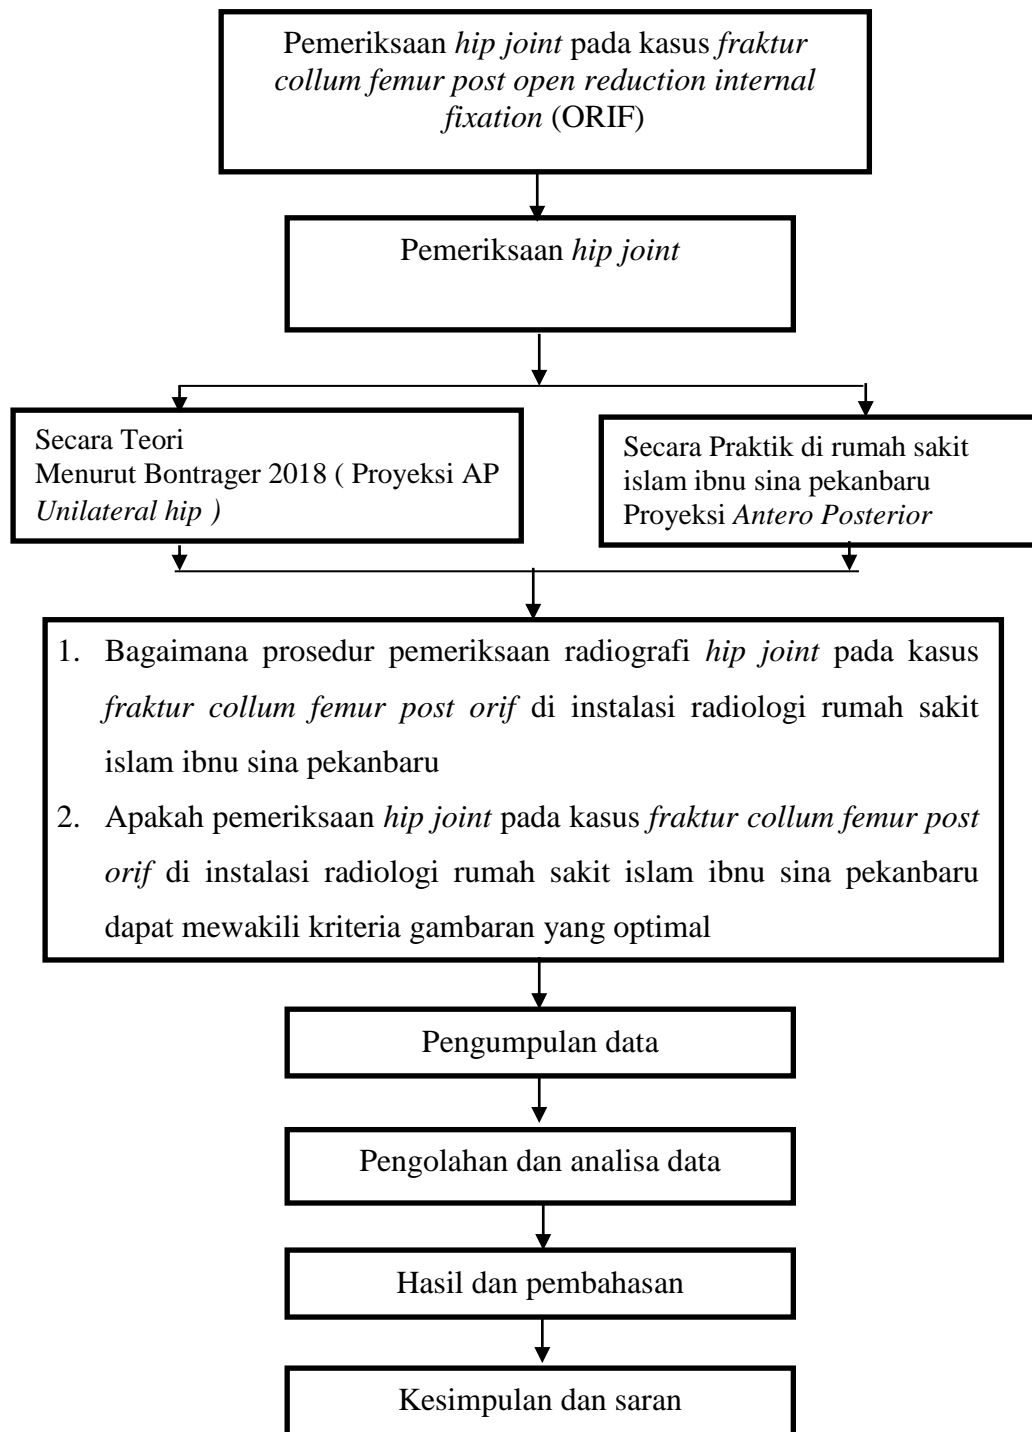 Pemeriksaan hip joint pada kasus fraktur
collum femur post open reduction internal
fixation (ORIF)
Pemeriksaan hip joint
Secara Teori
Menurut Bontrager 2018 ( Proyeksi AP
Unilateral hip )
Secara Praktik di rumah sakit
islam ibnu sina pekanbaru
Proyeksi Antero Posterior
1. Bagaimana prosedur pemeriksaan radiografi hip joint pada kasus
fraktur collum femur post orif di instalasi radiologi rumah sakit
islam ibnu sina pekanbaru
2. Apakah pemeriksaan hip joint pada kasus fraktur collum femur post
orif di instalasi radiologi rumah sakit islam ibnu sina pekanbaru
dapat mewakili kriteria gambaran yang optimal
Pengumpulan data
Pengolahan dan analisa data
Hasil dan pembahasan
Kesimpulan dan saran